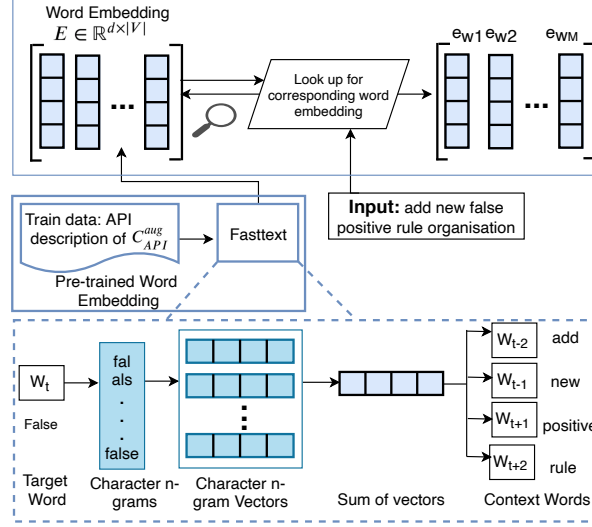 Word Embedding
E ∈ ℝ^{d×|V|}
e_{w1} e_{w2} e_{wM}
...
...
Look up for
corresponding word
embedding
Input: add new false
positive rule organisation
Train data: API
description of C_{API}^{aug}
Fasttext
Pre-trained Word
Embedding
W_t
False
fal
als
.
.
.
false
...
W_{t-2} add
W_{t-1} new
W_{t+1} positive
W_{t+2} rule
Target
Word
Character n-
grams
Character n-
gram Vectors
Sum of vectors
Context Words